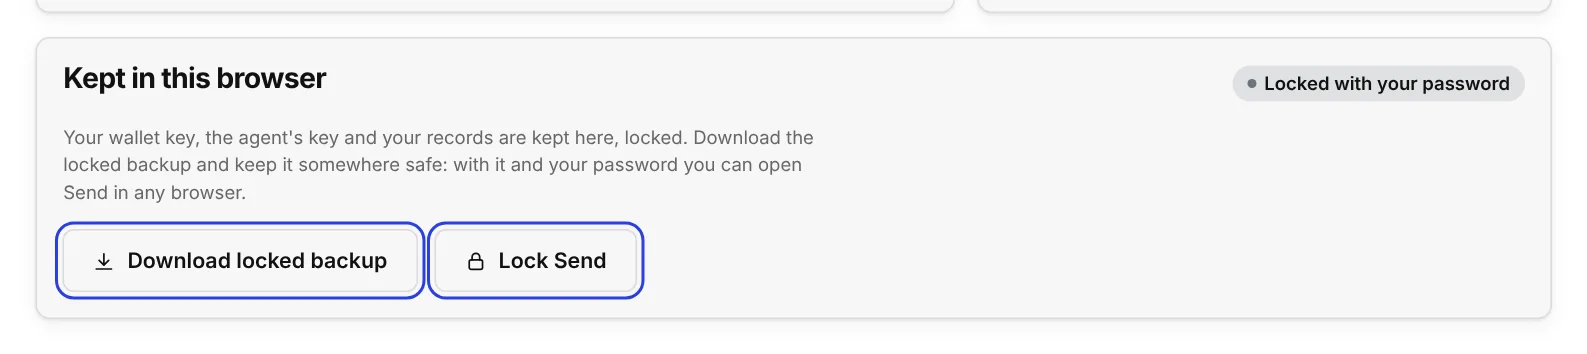 Kept in this browser
Locked with your password
Your wallet key, the agent's key and your records are kept here, locked. Download the
locked backup and keep it somewhere safe: with it and your password you can open
Send in any browser.
Download locked backup
Lock Send